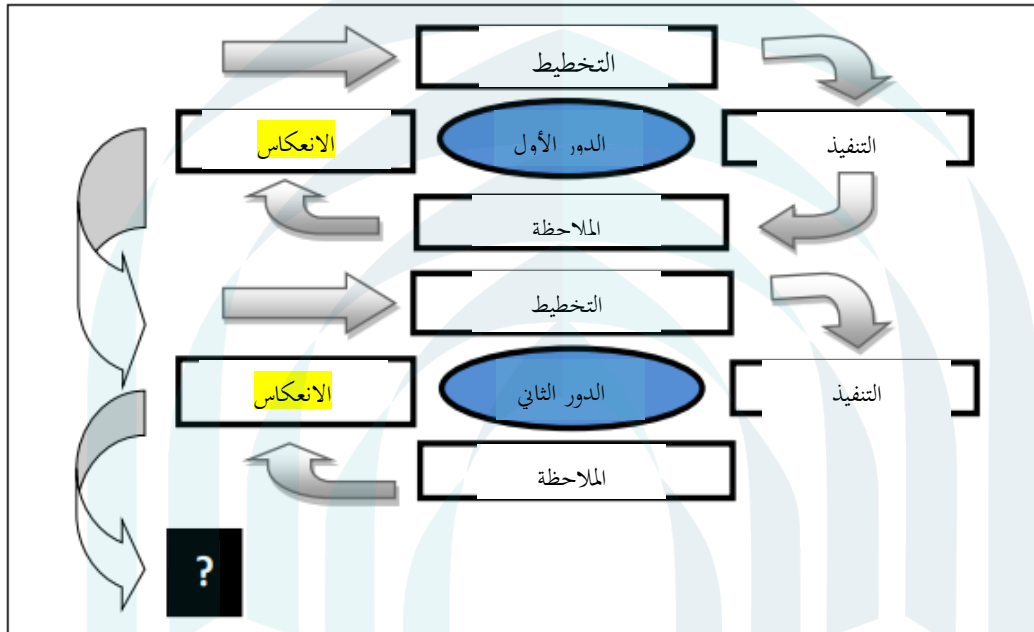 التخطيط
الانعكاس
الدور الأول
التنفيذ
الملاحظة
التخطيط
الانعكاس
الدور الثاني
التنفيذ
الملاحظة
?